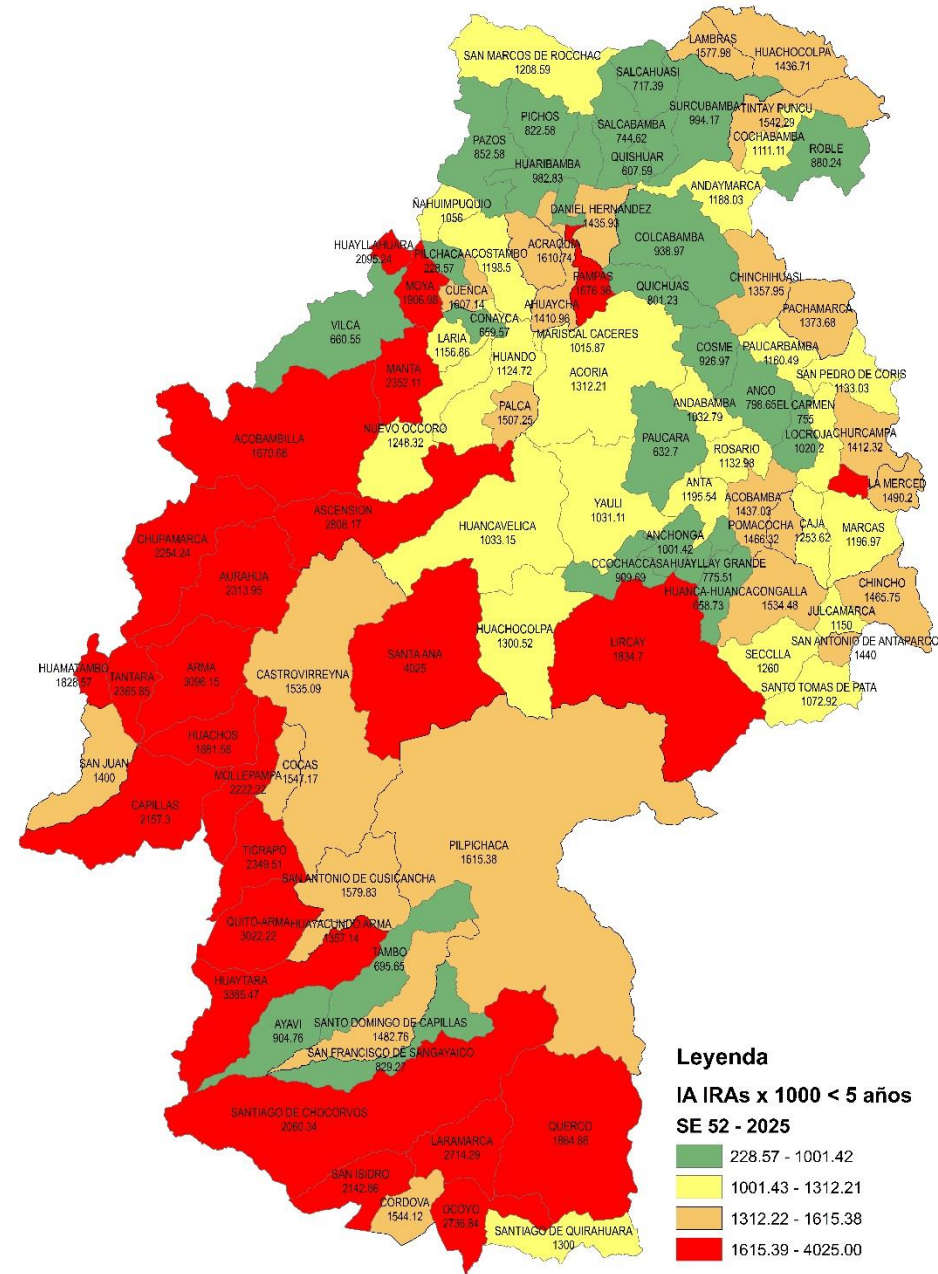 LAMBRAS
1577.98
HUACHOCOLPA
1436.71
SAN MARCOS DE ROCCHAC
1208.59
SALCAHUASI
717.39
SURCUBAMBA
994.17
TINTAY PUNCU
1542.29
PICHOS
822.58
SALCABAMBA
744.62
COCHABAMBA
1111.11
ROBLE
880.24
PAZOS
852.58
HUARIBAMBA
982.83
QUISHUAR
607.59
ANDAYMARCA
1188.03
ÑAHUIMPUQUIO
1056
DANIEL HERNANDEZ
1435.93
HUAYLLAHUARA
2095.24
PILCHACA
228.57
ACOSTAMBO
1198.5
ACRAQUIA
1610.74
COLCABAMBA
938.97
MOYA
1906.98
CUENCA
PAMPAS
1676.36
CHINCHIHUASI
1357.95
QUICHUAS
801.23
PACHAMARCA
1373.68
AHUAYCHA
1410.96
CONAYCA
659.57
VILCA
660.55
LARIA
1156.86
MARISCAL CACERES
1015.87
HUANDO
1124.72
COSME
926.97
PAUCARBAMBA
1160.49
MANTA
2352.11
ACORIA
1312.21
SAN PEDRO DE CORIS
1133.03
ANCO
798.65
EL CARMEN
755
PALCA
1507.25
ANDABAMBA
1032.79
NUEVO OCCORO
1248.32
PAUCARA
632.7
LOCROJA
1020.2
CHURCAMPA
1412.32
ACOBAMBILLA
1670.66
ROSARIO
1132.98
LA MERCED
1490.2
ANTA
1195.54
ACOBAMBA
1437.03
ASCENSION
2808.17
YAULI
1031.11
HUANCAVELICA
1033.15
POMACOCHA
1466.32
CAJA
1253.62
MARCAS
1196.97
CHUPAMARCA
2254.24
ANCHONGA
1001.42
CCOCHACCASA
909.69
HUAYLLAY GRANDE
775.51
AURAHUA
2313.95
HUANCA-HUANCA
658.73
CONGALLA
1534.48
CHINCHO
1465.75
JULCAMARCA
1150
HUACHOCOLPA
1300.52
LIRCAY
1834.7
SAN ANTONIO DE ANTAPARCO
1440
SANTA ANA
4025
SECCLLA
1260
HUAMATAMBO
1828.57
TANTARA
2365.85
ARMA
3096.15
CASTROVIRREYNA
1535.09
SANTO TOMAS DE PATA
1072.92
HUACHOS
1881.58
SAN JUAN
1400
MOLLEPAMPA
2222.22
COCAS
1547.17
CAPILLAS
2157.3
PILPICHACA
1615.38
TICRAPO
2349.51
SAN ANTONIO DE CUSICANCHA
1579.83
QUITO-ARMA
3022.22
HUAYACUNDO ARMA
1357.14
TAMBO
695.65
HUAYTARA
3385.47
AYAVI
904.76
SANTO DOMINGO DE CAPILLAS
1482.76
SAN FRANCISCO DE SANGAYAICO
829.27
SANTIAGO DE CHOCORVOS
2060.34
QUERCO
1664.86
LARAMARCA
2714.29
SAN ISIDRO
2142.86
CORDOVA
1544.12
OCOYO
2736.84
SANTIAGO DE QUIRAHUARA
1300
Leyenda
IA IRAs x 1000 < 5 años
SE 52 - 2025
228.57 - 1001.42
1001.43 - 1312.21
1312.22 - 1615.38
1615.39 - 4025.00